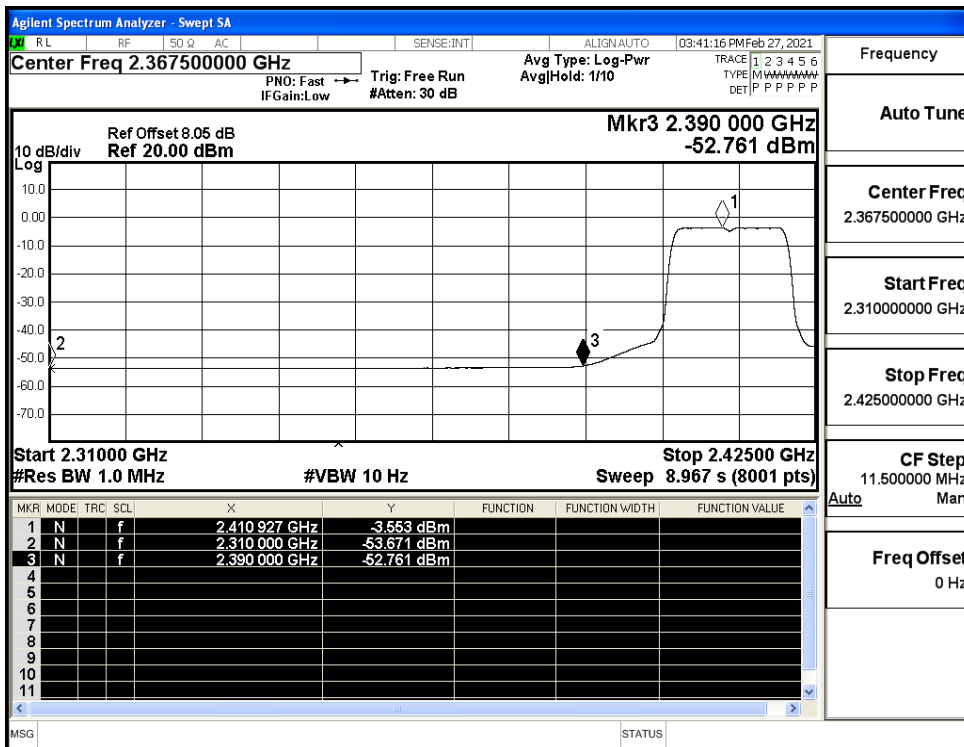 Agilent Spectrum Analyzer - Swept SA
LXI RL RF 50 Ω AC SENSE:INT ALIGNAUTO 03:41:16 PM Feb 27, 2021
Center Freq 2.367500000 GHz
PNO: Fast
IFGain:Low
Trig: Free Run
#Atten: 30 dB
Avg Type: Log-Pwr
Avg|Hold: 1/10
TRACE 1 2 3 4 5 6
TYPE M WWWWW
DET P P P P P P
Ref Offset 8.05 dB
10 dB/div Ref 20.00 dBm
Log
Mkr3 2.390 000 GHz
-52.761 dBm
10.0
0.00
-10.0
-20.0
-30.0
-40.0
-50.0
-60.0
-70.0
1
2
3
Start 2.31000 GHz Stop 2.42500 GHz
#Res BW 1.0 MHz #VBW 10 Hz Sweep 8.967 s (8001 pts)
MKR MODE TRC SCL X Y FUNCTION FUNCTION WIDTH FUNCTION VALUE
1 N f 2.410 927 GHz -3.553 dBm
2 N f 2.310 000 GHz -53.671 dBm
3 N f 2.390 000 GHz -52.761 dBm
4
5
6
7
8
9
10
11
MSG STATUS
Frequency
Auto Tune
Center Freq
2.367500000 GHz
Start Freq
2.310000000 GHz
Stop Freq
2.425000000 GHz
CF Step
11.500000 MHz
Auto Man
Freq Offset
0 Hz